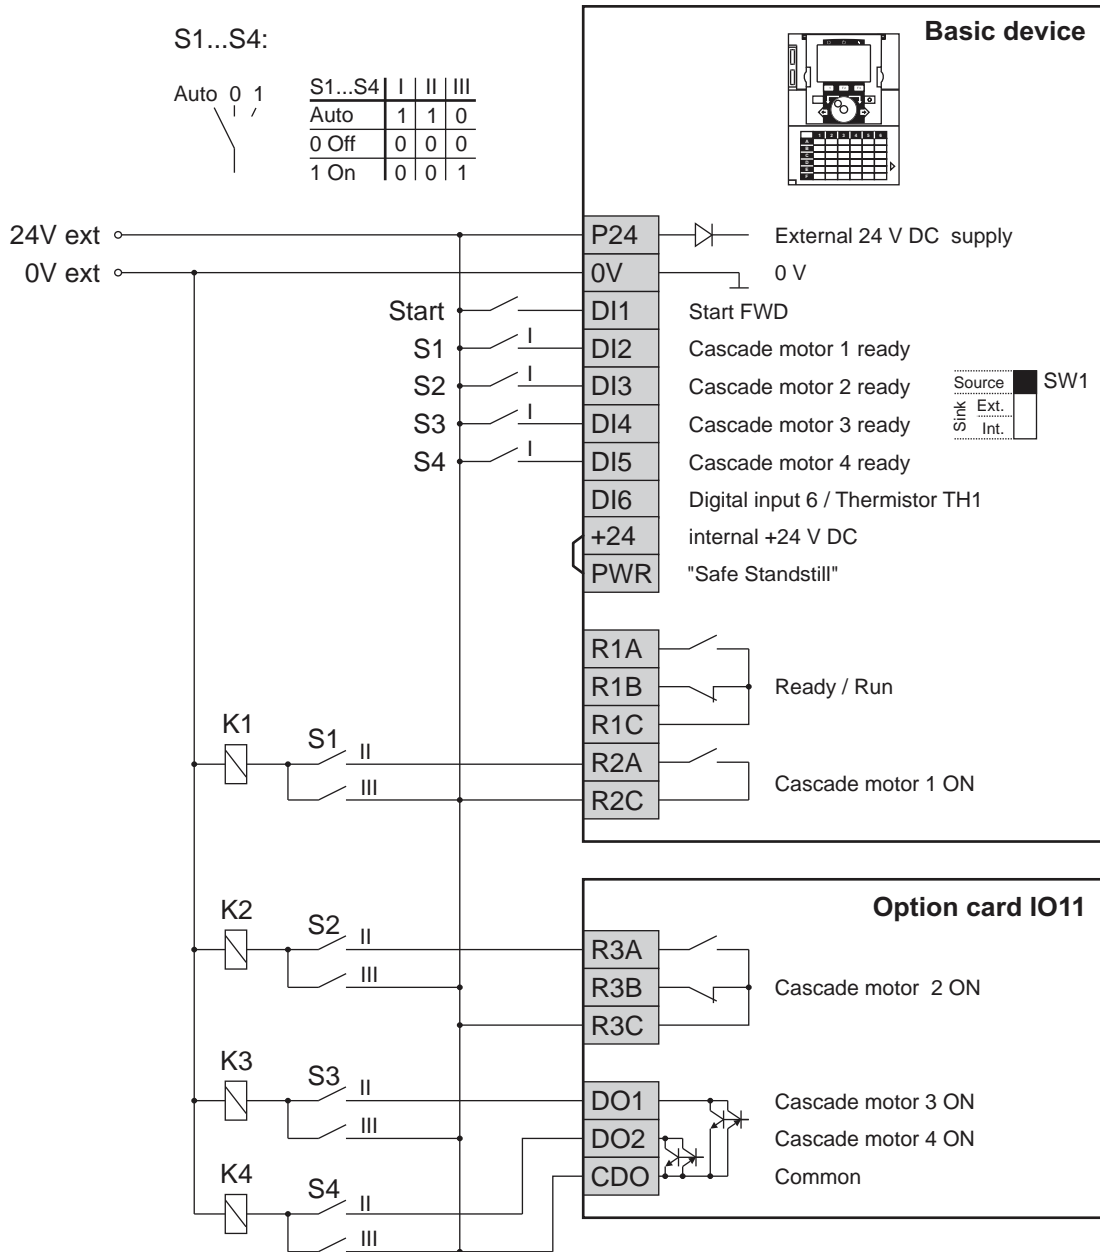 S1...S4:
Auto 0 1
S1...S4 I II III
Auto 1 1 0
0 Off 0 0 0
1 On 0 0 1
Basic device
1 2 3 4 5 6
A
B
C
D
E
F
24V ext P24 External 24 V DC supply
0V ext 0V 0 V
Start DI1 Start FWD
S1 I DI2 Cascade motor 1 ready
S2 I DI3 Cascade motor 2 ready
S3 I DI4 Cascade motor 3 ready
S4 I DI5 Cascade motor 4 ready
Source SW1
Sink Ext.
Int.
DI6 Digital input 6 / Thermistor TH1
+24 internal +24 V DC
PWR "Safe Standstill"
R1A
R1B Ready / Run
R1C
K1 S1 II R2A
III R2C
Cascade motor 1 ON
Option card IO11
K2 S2 II R3A
III R3B Cascade motor 2 ON
R3C
K3 S3 II DO1 Cascade motor 3 ON
III DO2 Cascade motor 4 ON
CDO Common
K4 S4 II
III